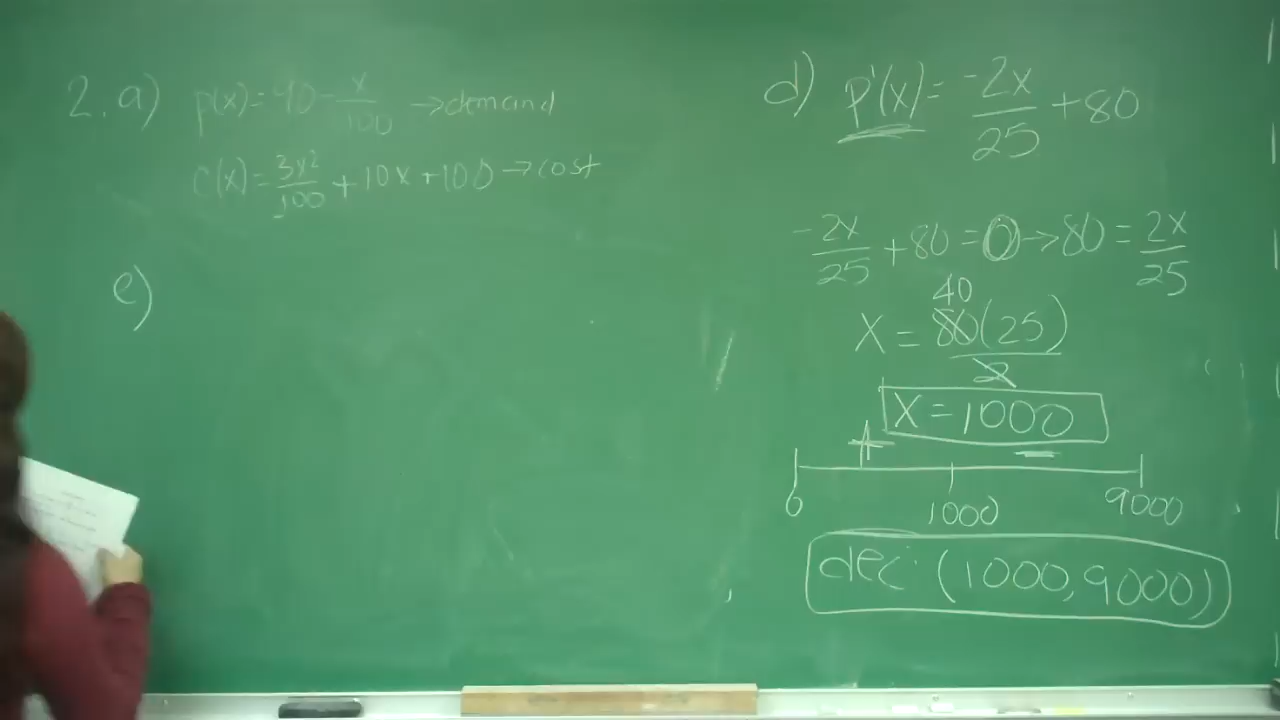 2. a) p(x) = 90 - x/100 → demand
c(x) = 3x²/100 + 10x + 100 → cost
e)
d) p'(x) = -2x/25 + 80
-2x/25 + 80 = 0 → 80 = 2x/25
40
X = 80(25)/2
X = 1000
+ −
0 1000 9000
dec: (1000, 9000)